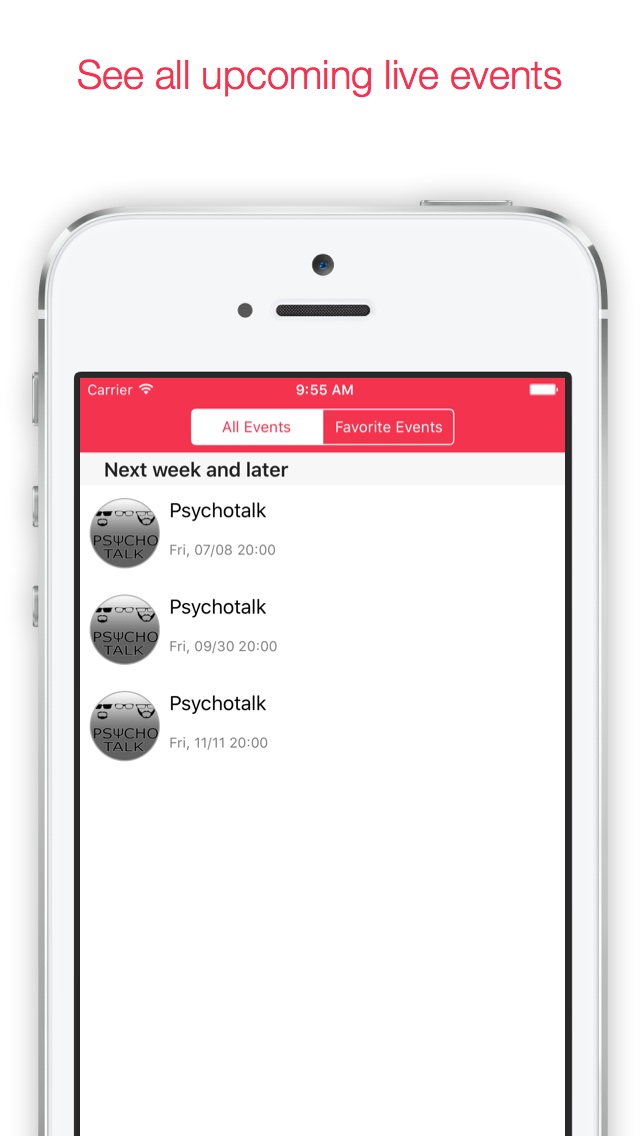 See all upcoming live events
Carrier 9:55 AM
All Events Favorite Events
Next week and later
Psychotalk
PSΨCHO
TALK
Fri, 07/08 20:00
Psychotalk
PSΨCHO
TALK
Fri, 09/30 20:00
Psychotalk
PSΨCHO
TALK
Fri, 11/11 20:00